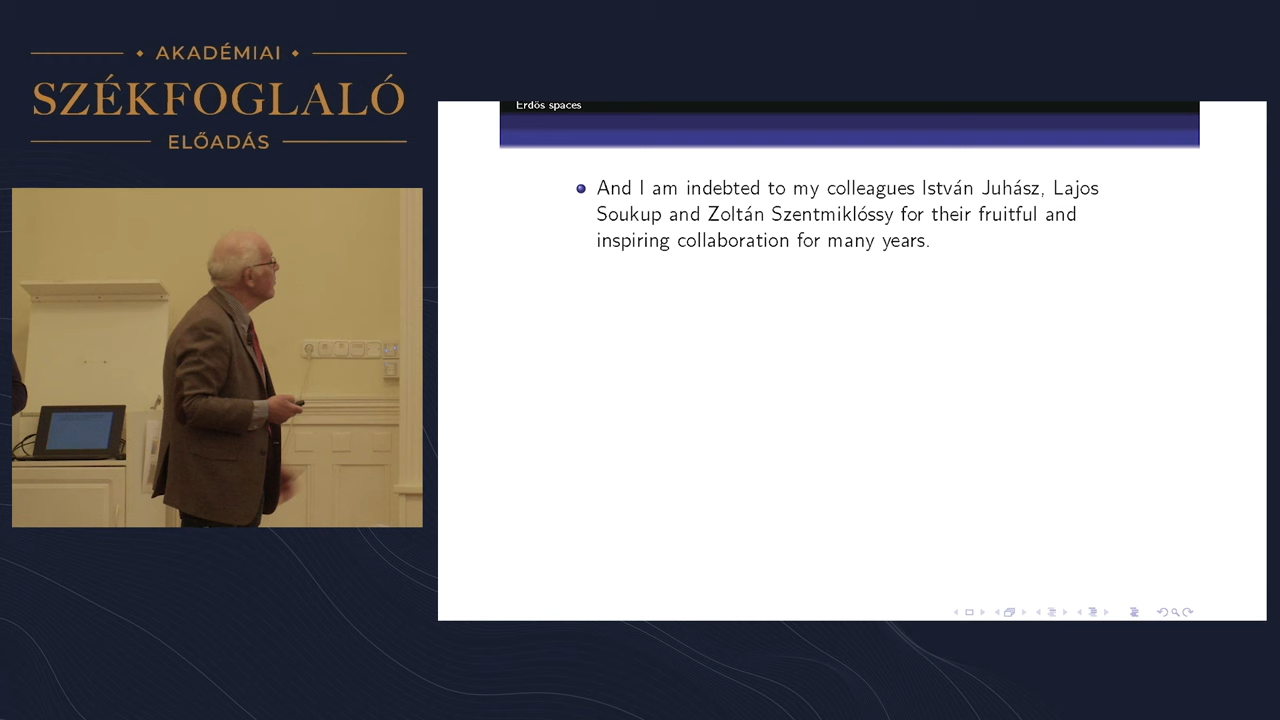 AKADÉMIAI
SZÉKFOGLALÓ
ELŐADÁS
Erdős spaces
And I am indebted to my colleagues István Juhász, Lajos
Soukup and Zoltán Szentmiklóssy for their fruitful and
inspiring collaboration for many years.